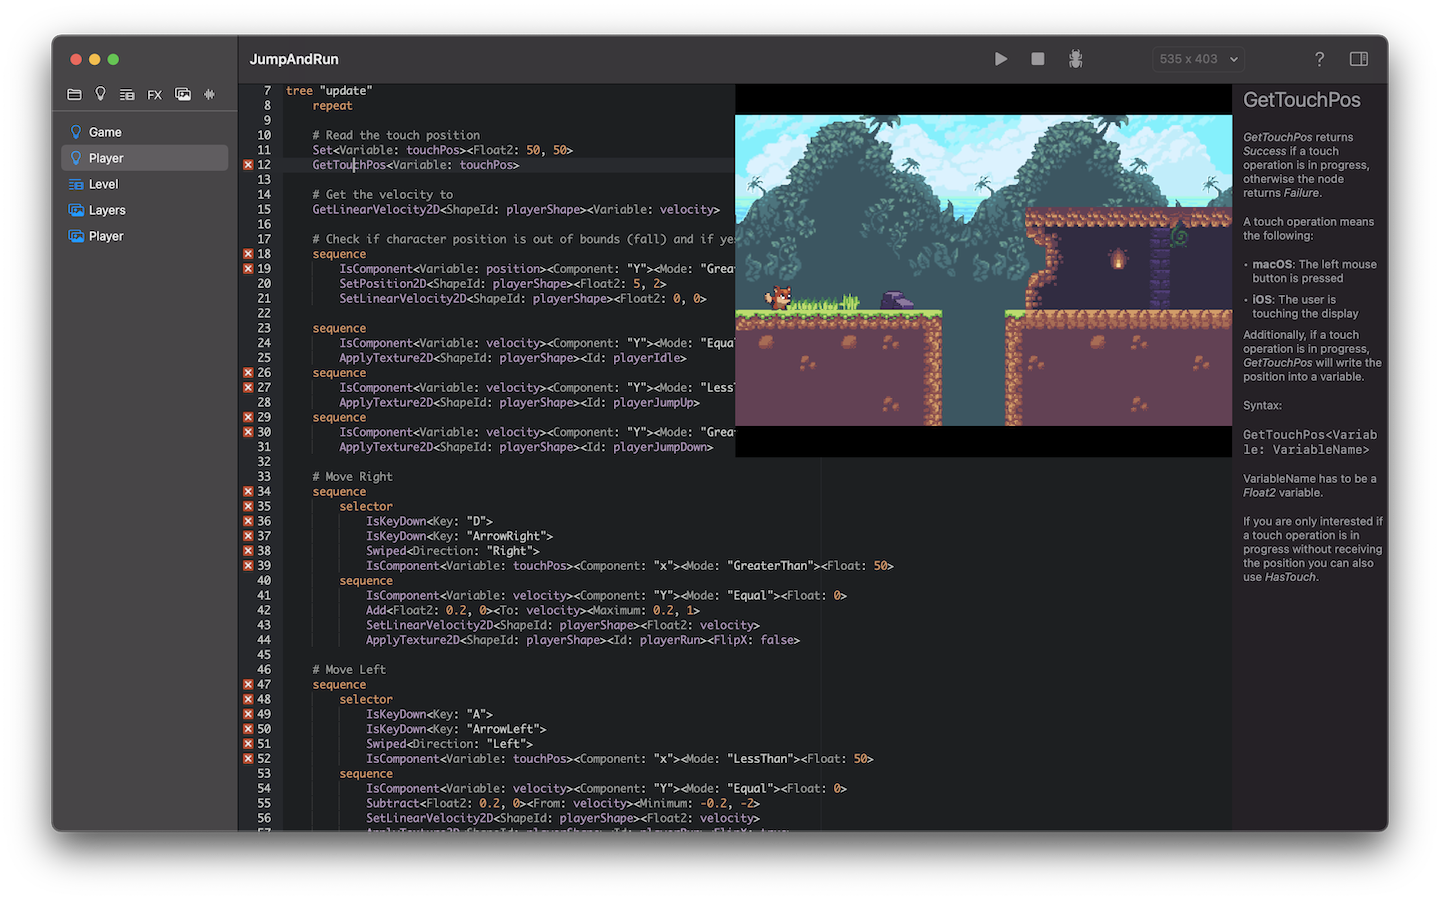 JumpAndRun
535 x 403
?
FX
Game
Player
Level
Layers
Player
7 tree "update"
8 repeat
9
10 # Read the touch position
11 Set<Variable: touchPos><Float2: 50, 50>
12 GetTouchPos<Variable: touchPos>
13
14 # Get the velocity to
15 GetLinearVelocity2D<ShapeId: playerShape><Variable: velocity>
16
17 # Check if character position is out of bounds (fall) and if ye
18 sequence
19 IsComponent<Variable: position><Component: "Y"><Mode: "Grea
20 SetPosition2D<ShapeId: playerShape><Float2: 5, 2>
21 SetLinearVelocity2D<ShapeId: playerShape><Float2: 0, 0>
22
23 sequence
24 IsComponent<Variable: velocity><Component: "Y"><Mode: "Equa
25 ApplyTexture2D<ShapeId: playerShape><Id: playerIdle>
26 sequence
27 IsComponent<Variable: velocity><Component: "Y"><Mode: "Less
28 ApplyTexture2D<ShapeId: playerShape><Id: playerJumpUp>
29 sequence
30 IsComponent<Variable: velocity><Component: "Y"><Mode: "Grea
31 ApplyTexture2D<ShapeId: playerShape><Id: playerJumpDown>
32
33 # Move Right
34 sequence
35 selector
36 IsKeyDown<Key: "D">
37 IsKeyDown<Key: "ArrowRight">
38 Swiped<Direction: "Right">
39 IsComponent<Variable: touchPos><Component: "x"><Mode: "GreaterThan"><Float: 50>
40 sequence
41 IsComponent<Variable: velocity><Component: "Y"><Mode: "Equal"><Float: 0>
42 Add<Float2: 0.2, 0><To: velocity><Maximum: 0.2, 1>
43 SetLinearVelocity2D<ShapeId: playerShape><Float2: velocity>
44 ApplyTexture2D<ShapeId: playerShape><Id: playerRun><FlipX: false>
45
46 # Move Left
47 sequence
48 selector
49 IsKeyDown<Key: "A">
50 IsKeyDown<Key: "ArrowLeft">
51 Swiped<Direction: "Left">
52 IsComponent<Variable: touchPos><Component: "x"><Mode: "LessThan"><Float: 50>
53 sequence
54 IsComponent<Variable: velocity><Component: "Y"><Mode: "Equal"><Float: 0>
55 Subtract<Float2: 0.2, 0><From: velocity><Minimum: -0.2, -2>
56 SetLinearVelocity2D<ShapeId: playerShape><Float2: velocity>
GetTouchPos
GetTouchPos returns
Success if a touch
operation is in progress,
otherwise the node
returns Failure.
A touch operation means
the following:
• macOS: The left mouse
button is pressed
• iOS: The user is
touching the display
Additionally, if a touch
operation is in progress,
GetTouchPos will write the
position into a variable.
Syntax:
GetTouchPos<Variab
le: VariableName>
VariableName has to be a
Float2 variable.
If you are only interested if
a touch operation is in
progress without receiving
the position you can also
use HasTouch.